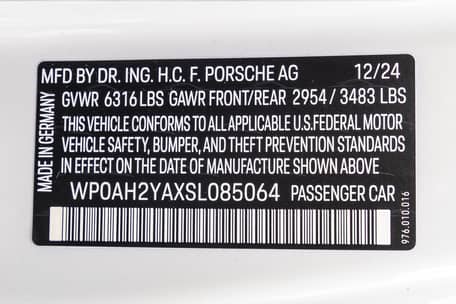 MFD BY DR. ING. H.C. F. PORSCHE AG 12/24
GVWR 6316 LBS GAWR FRONT/REAR 2954 / 3483 LBS
THIS VEHICLE CONFORMS TO ALL APPLICABLE U.S.FEDERAL MOTOR
VEHICLE SAFETY, BUMPER, AND THEFT PREVENTION STANDARDS
IN EFFECT ON THE DATE OF MANUFACTURE SHOWN ABOVE.
WP0AH2YAXSL085064 PASSENGER CAR
MADE IN GERMANY
976.010.016